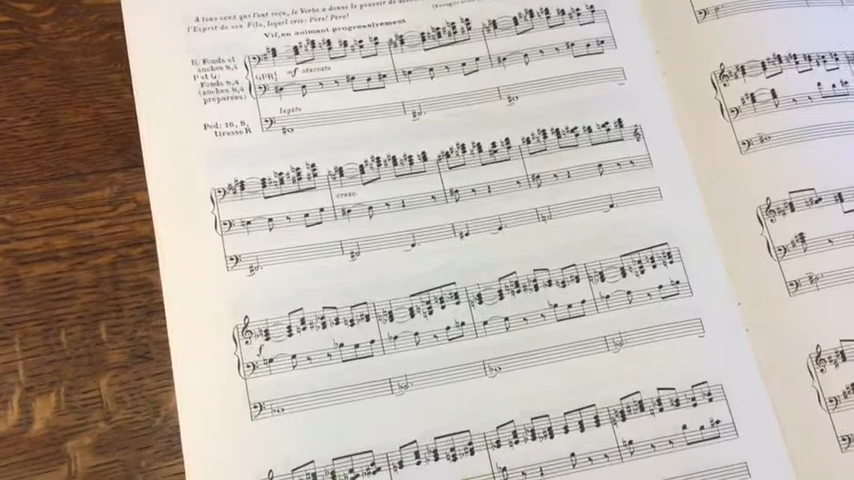 A tous ceux qui l'ont reçu, le Verbe a donné le pouvoir de
l'Esprit de son Fils, lequel crie: Père! Père!
Vif, en animant progressivement
R: Fonds et
anches 8,4
P et G:
Fonds 8,4
(anches 8,4
préparées)
Péd: 16, 8,
tirasse R
GPR
mf staccato
legato
cresc.
f